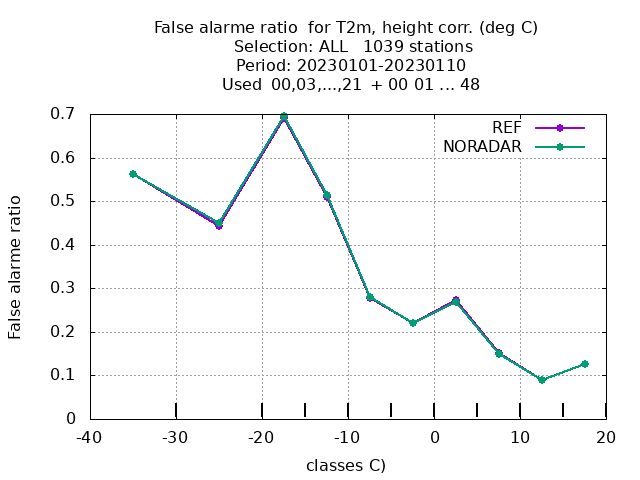 False alarme ratio  for T2m, height corr. (deg C)
Selection: ALL   1039 stations
Period: 20230101-20230110
Used  00,03,...,21  + 00 01 ... 48
REF
NORADAR
0.7
0.6
0.5
0.4
0.3
0.2
0.1
0
False alarme ratio
-40 -30 -20 -10 0 10 20
classes C)